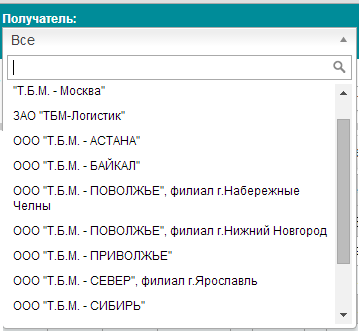 Получатель:
Все
"Т.Б.М. - Москва"
ЗАО "ТБМ-Логистик"
ООО "Т.Б.М. - АСТАНА"
ООО "Т.Б.М. - БАЙКАЛ"
ООО "Т.Б.М. - ПОВОЛЖЬЕ", филиал г.Набережные
Челны
ООО "Т.Б.М. - ПОВОЛЖЬЕ", филиал г.Нижний Новгород
ООО "Т.Б.М. - ПРИВОЛЖЬЕ"
ООО "Т.Б.М. - СЕВЕР", филиал г.Ярославль
ООО "Т.Б.М. - СИБИРЬ"